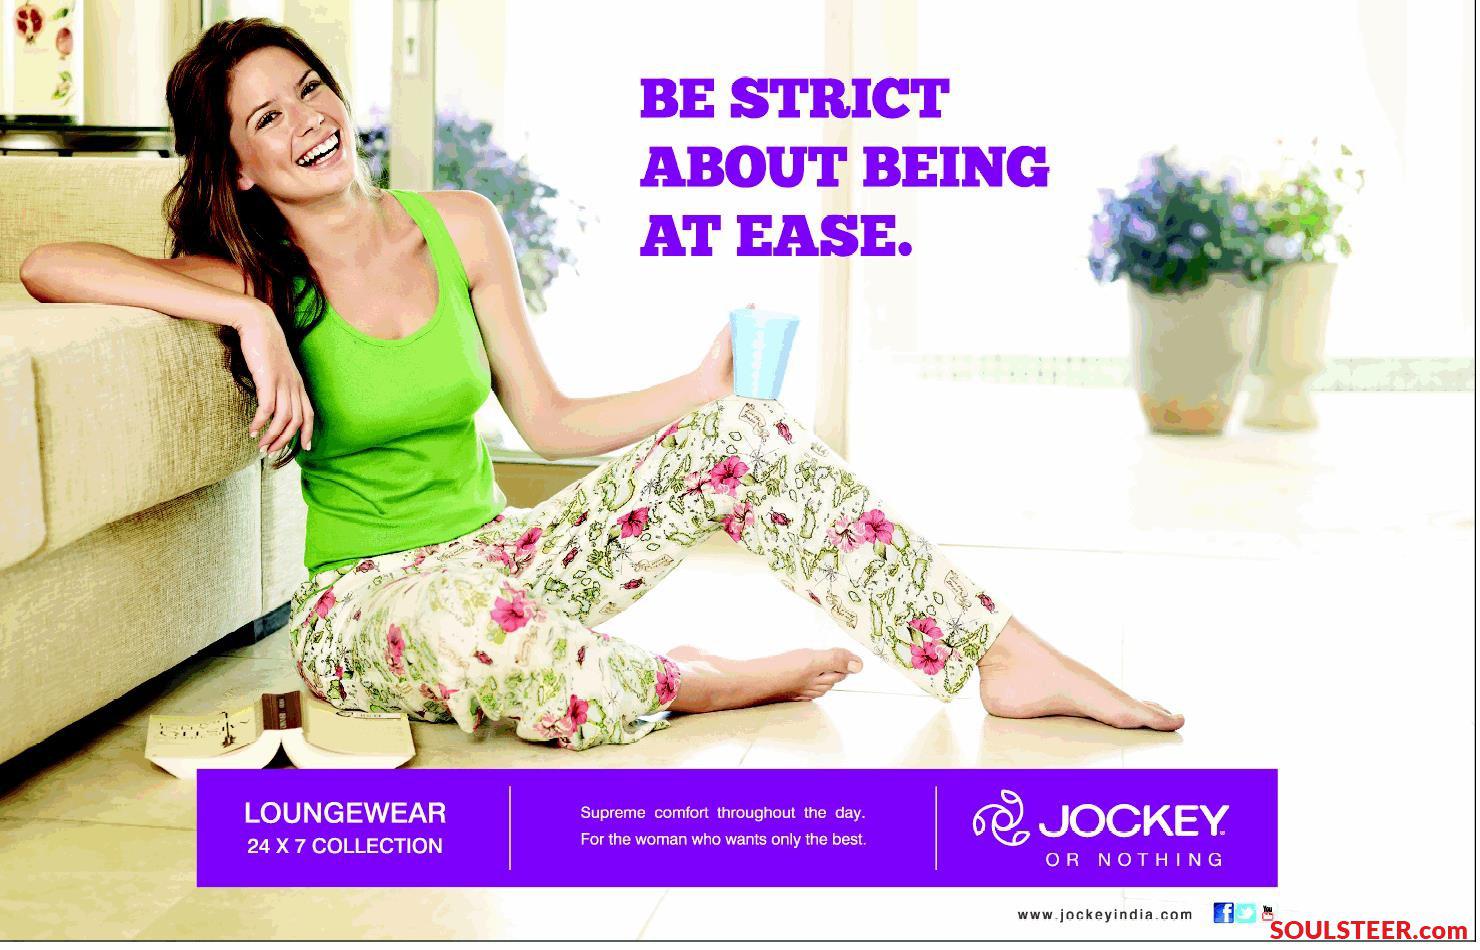 BE STRICT
ABOUT BEING
AT EASE.
LOUNGEWEAR
24 X 7 COLLECTION
Supreme comfort throughout the day.
For the woman who wants only the best.
JOCKEY
OR NOTHING
www.jockeyindia.com
You
SOULSTEER.com